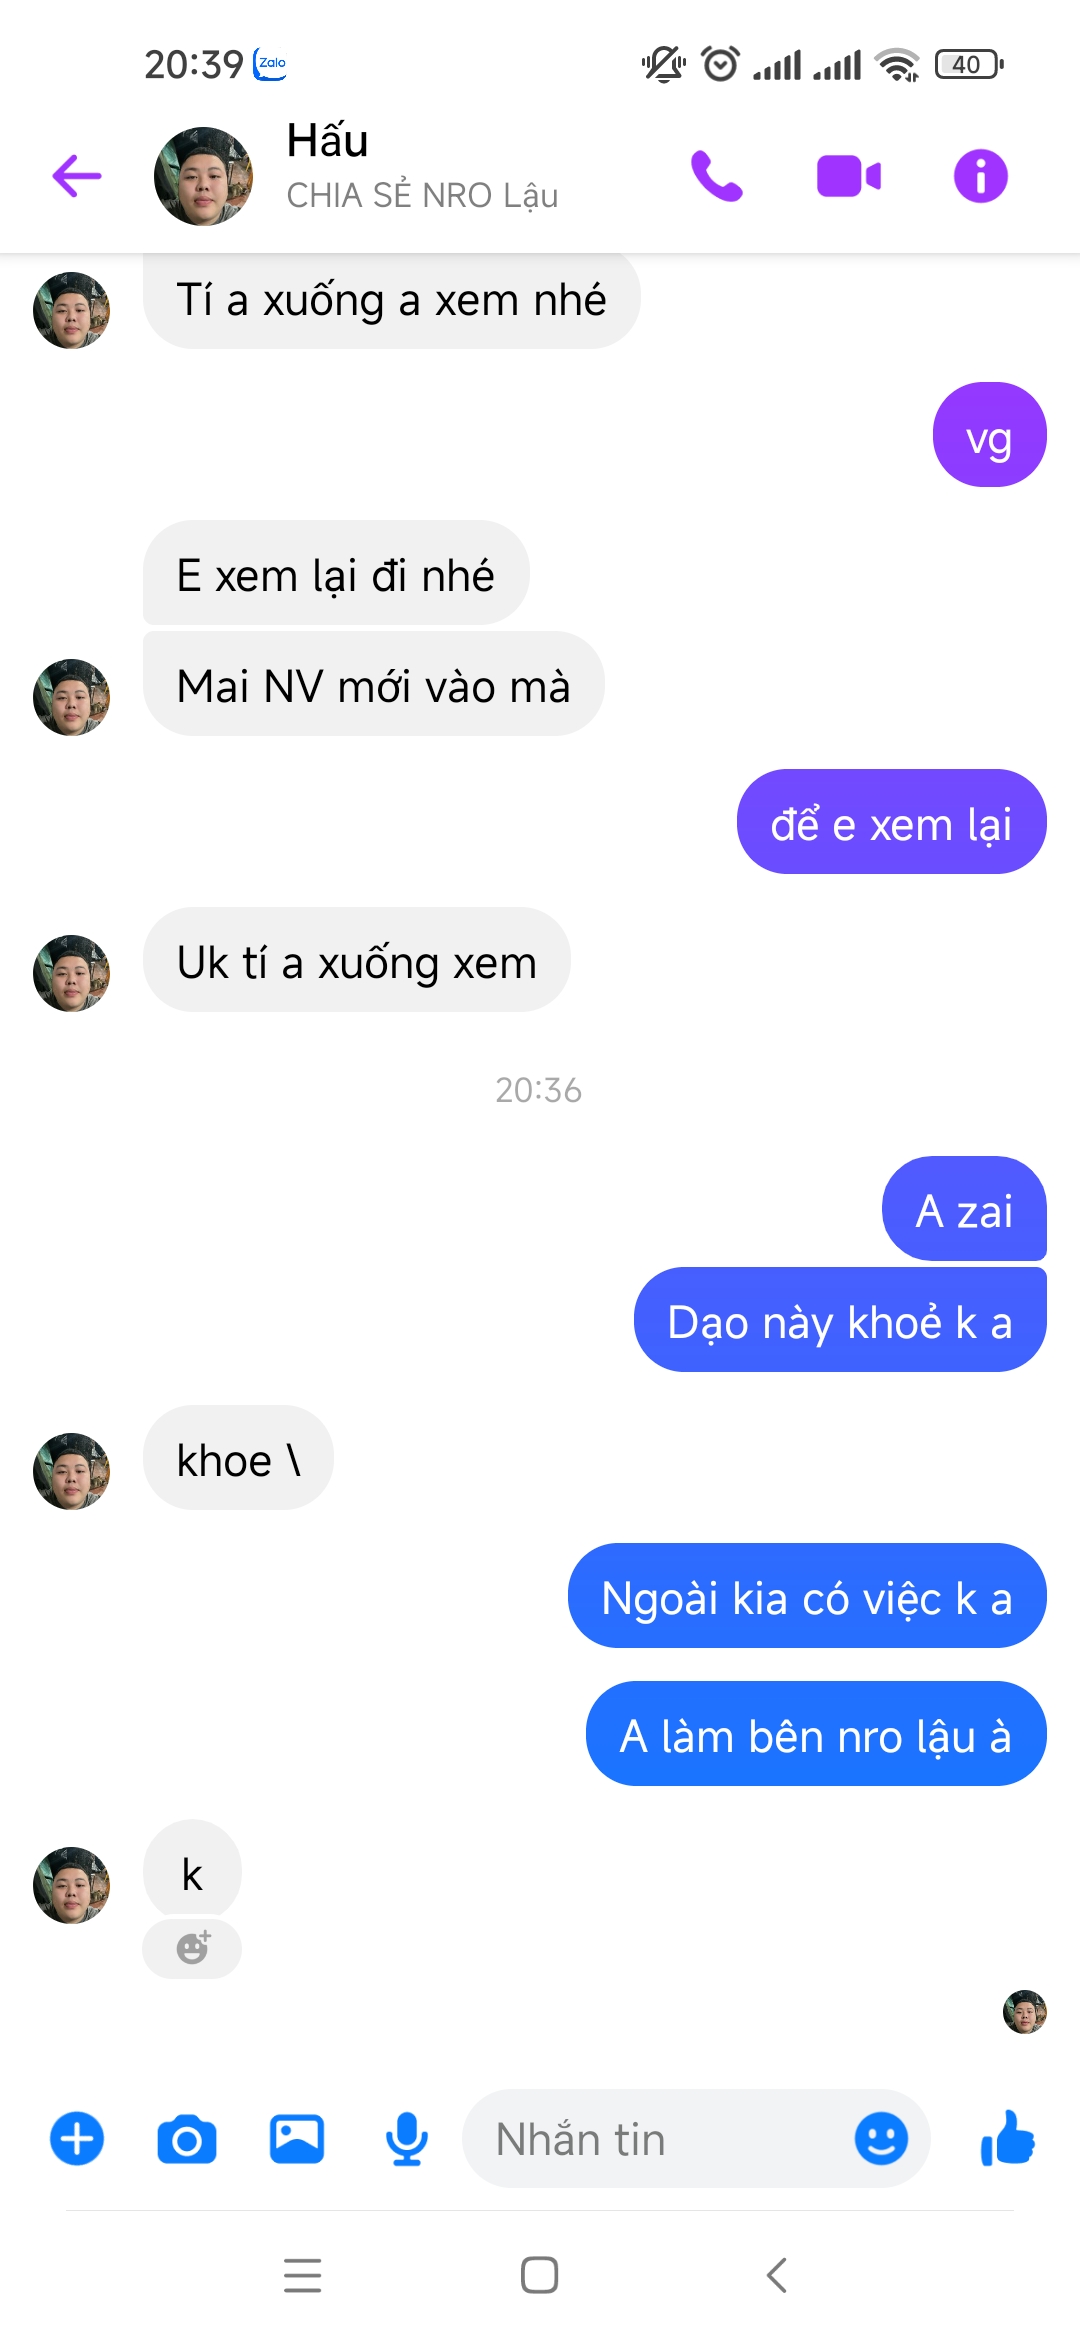 20:39 Zalo 40
Hấu
CHIA SẺ NRO Lậu
Tí a xuống a xem nhé
vg
E xem lại đi nhé
Mai NV mới vào mà
để e xem lại
Uk tí a xuống xem
20:36
A zai
Dạo này khoẻ k a
khoe \
Ngoài kia có việc k a
A làm bên nro lậu à
k
Nhắn tin